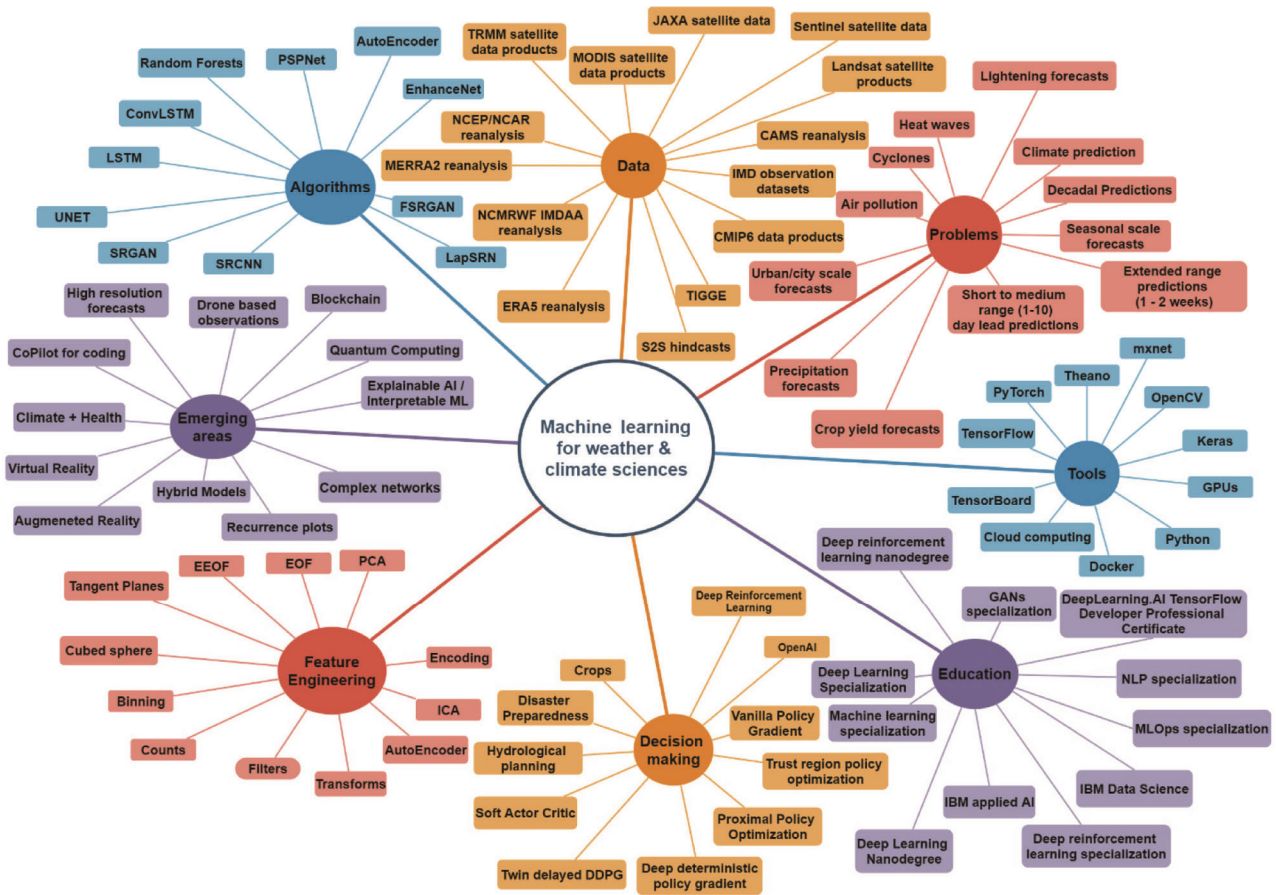 Machine learning
for weather &
climate sciences
Algorithms
Random Forests
PSPNet
AutoEncoder
EnhanceNet
ConvLSTM
LSTM
UNET
SRGAN
SRCNN
LapSRN
FSRGAN
Data
TRMM satellite
data products
MODIS satellite
data products
JAXA satellite data
Sentinel satellite data
Landsat satellite
products
CAMS reanalysis
IMD observation
datasets
CMIP6 data products
TIGGE
S2S hindcasts
ERA5 reanalysis
NCMRWF IMDAA
reanalysis
MERRA2 reanalysis
NCEP/NCAR
reanalysis
Problems
Lightening forecasts
Heat waves
Cyclones
Climate prediction
Decadal Predictions
Air pollution
Seasonal scale
forecasts
Urban/city scale
forecasts
Extended range
predictions
(1 - 2 weeks)
Short to medium
range (1-10)
day lead predictions
Precipitation
forecasts
Crop yield forecasts
Tools
mxnet
Theano
PyTorch
OpenCV
TensorFlow
Keras
TensorBoard
GPUs
Cloud computing
Python
Docker
Emerging
areas
High resolution
forecasts
Drone based
observations
Blockchain
CoPilot for coding
Quantum Computing
Explainable AI /
Interpretable ML
Climate + Health
Virtual Reality
Hybrid Models
Complex networks
Augmeneted Reality
Recurrence plots
Feature
Engineering
EEOF
EOF
PCA
Tangent Planes
Cubed sphere
Encoding
Binning
ICA
Counts
AutoEncoder
Filters
Transforms
Decision
making
Deep Reinforcement
Learning
OpenAI
Crops
Disaster
Preparedness
Vanilla Policy
Gradient
Hydrological
planning
Trust region policy
optimization
Soft Actor Critic
Proximal Policy
Optimization
Twin delayed DDPG
Deep deterministic
policy gradient
Education
Deep reinforcement
learning nanodegree
GANs
specialization
DeepLearning.AI TensorFlow
Developer Professional
Certificate
Deep Learning
Specialization
NLP specialization
Machine learning
specialization
MLOps specialization
IBM Data Science
IBM applied AI
Deep Learning
Nanodegree
Deep reinforcement
learning specialization